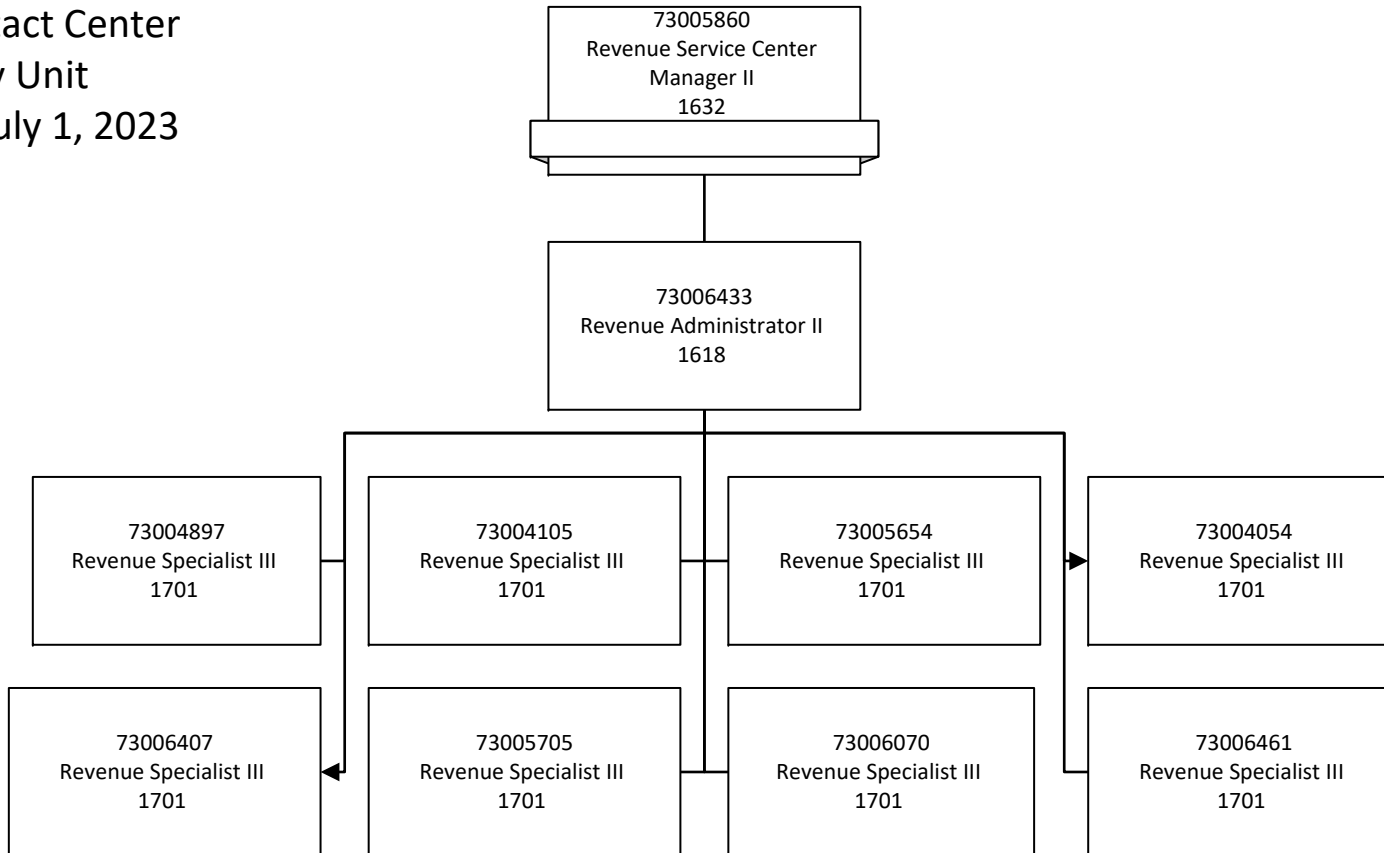 tact Center
Unit
uly 1, 2023
73005860
Revenue Service Center
Manager II
1632
73006433
Revenue Administrator II
1618
73004897
Revenue Specialist III
1701
73004105
Revenue Specialist III
1701
73005654
Revenue Specialist III
1701
73004054
Revenue Specialist III
1701
73006407
Revenue Specialist III
1701
73005705
Revenue Specialist III
1701
73006070
Revenue Specialist III
1701
73006461
Revenue Specialist III
1701